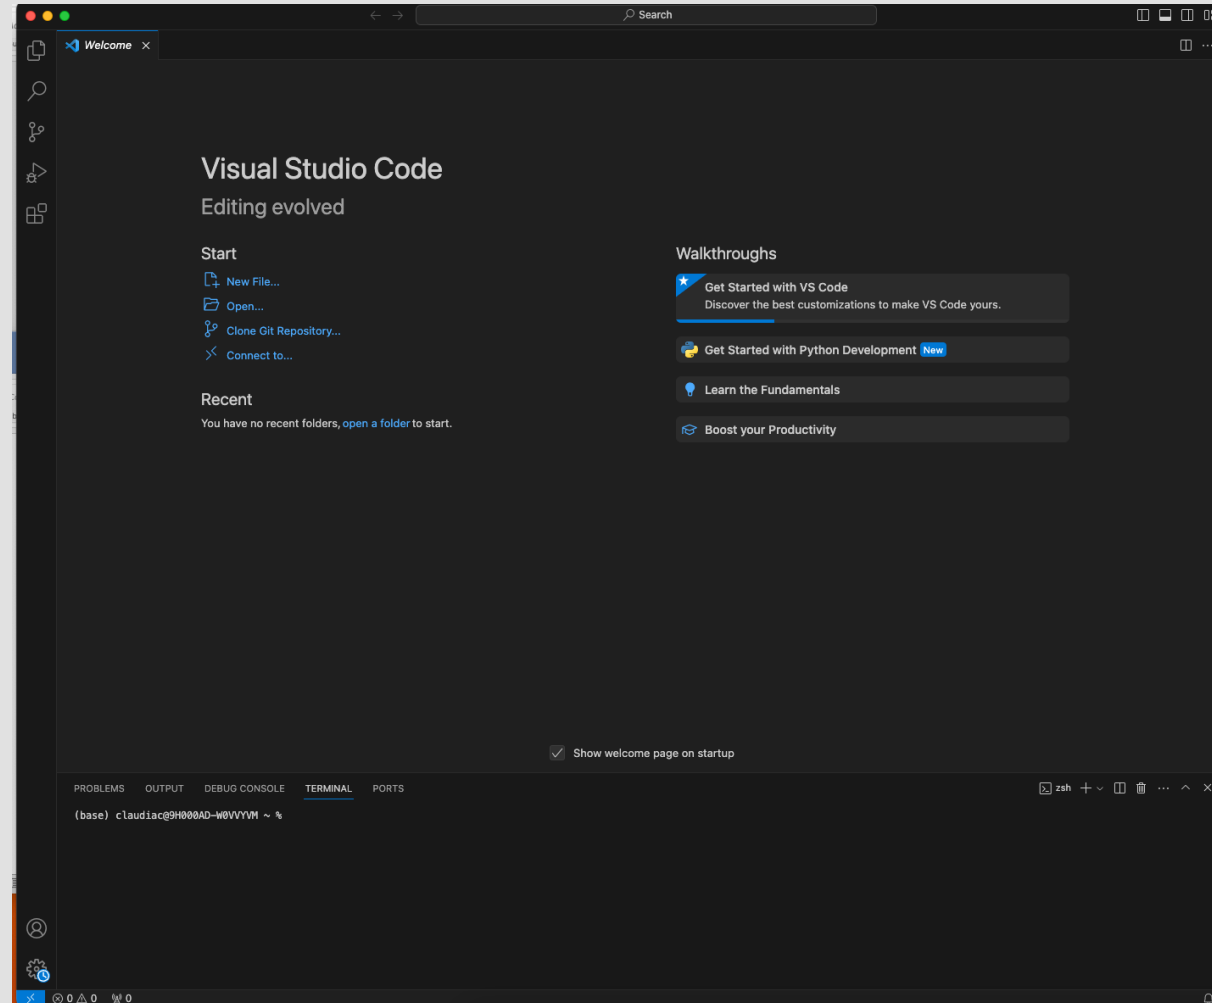 Search
Welcome
Visual Studio Code
Editing evolved
Start
New File...
Open...
Clone Git Repository...
Connect to...
Recent
You have no recent folders, open a folder to start.
Walkthroughs
Get Started with VS Code
Discover the best customizations to make VS Code yours.
Get Started with Python Development New
Learn the Fundamentals
Boost your Productivity
Show welcome page on startup
PROBLEMS OUTPUT DEBUG CONSOLE TERMINAL PORTS
zsh
(base) claudiac@9H000AD-W0VVYVM ~ %
0 0 0